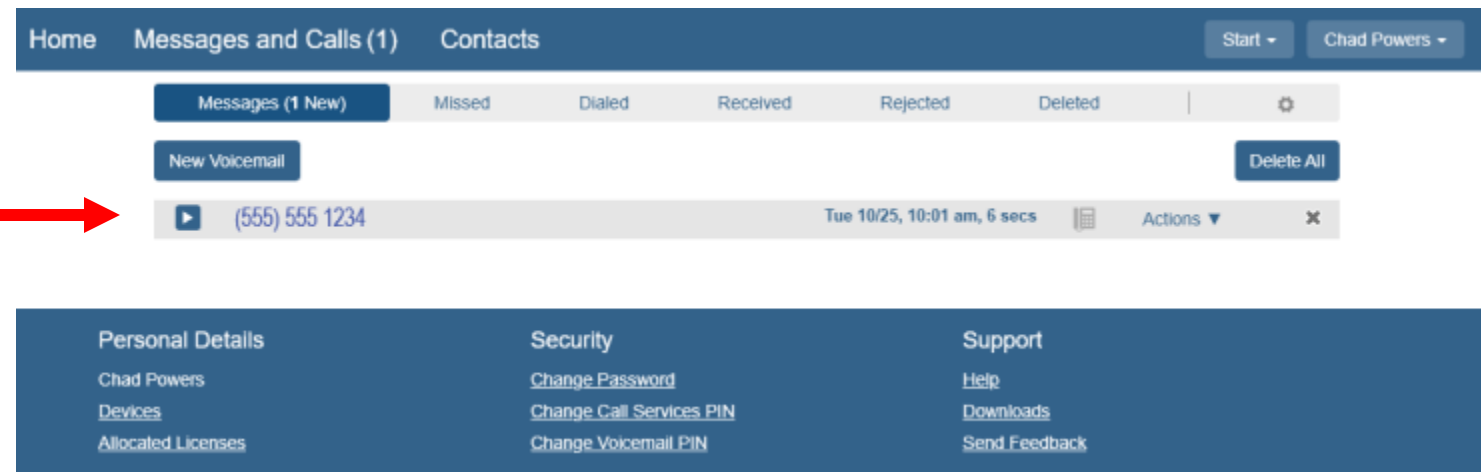 Home Messages and Calls (1) Contacts Start Chad Powers
Messages (1 New) Missed Dialed Received Rejected Deleted
New Voicemail Delete All
(555) 555 1234 Tue 10/25, 10:01 am, 6 secs Actions ▼
Personal Details Security Support
Chad Powers Change Password Help
Devices Change Call Services PIN Downloads
Allocated Licenses Change Voicemail PIN Send Feedback